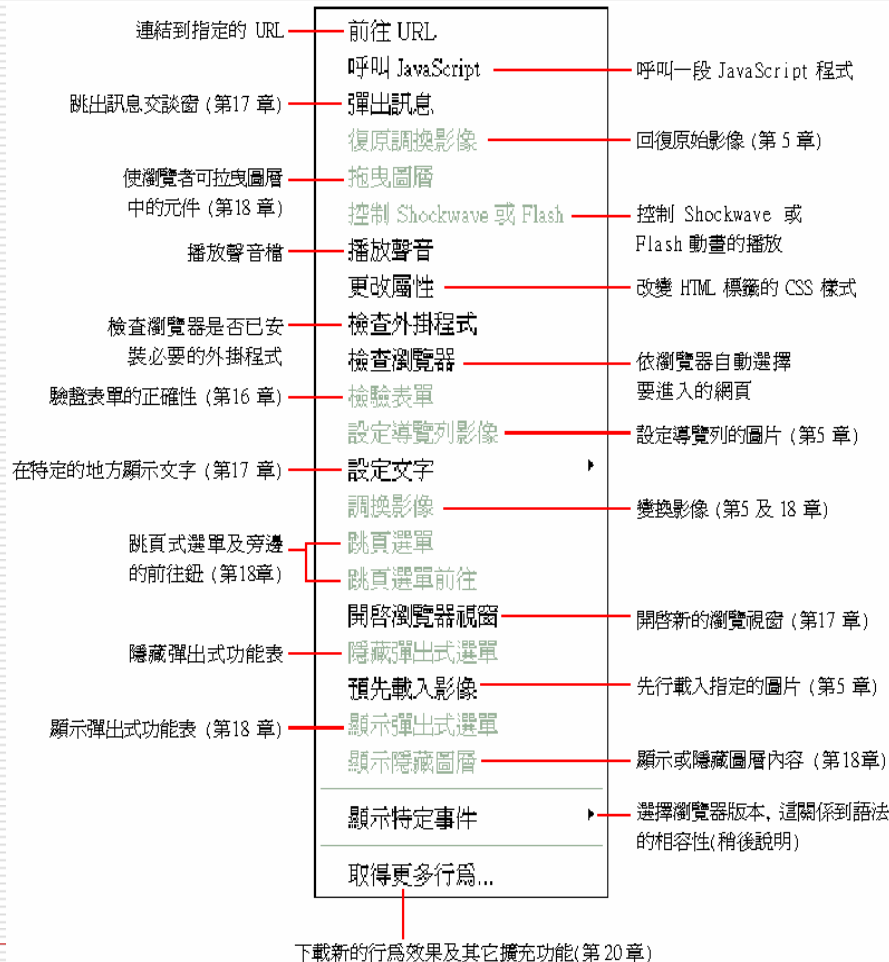 連結到指定的 URL
前往 URL
呼叫 JavaScript
呼叫一段 JavaScript 程式
跳出訊息交談窗 (第17 章)
彈出訊息
復原調換影像
回復原始影像 (第 5 章)
使瀏覽者可拉曳圖層
中的元件 (第18 章)
拖曳圖層
控制 Shockwave 或 Flash
控制 Shockwave 或
Flash 動畫的播放
播放聲音檔
播放聲音
更改屬性
改變 HTML 標籤的 CSS 樣式
檢查瀏覽器是否已安
裝必要的外掛程式
檢查外掛程式
檢查瀏覽器
依瀏覽器自動選擇
要進入的網頁
驗證表單的正確性 (第16 章)
檢驗表單
設定導覽列影像
設定導覽列的圖片 (第5 章)
在特定的地方顯示文字 (第17 章)
設定文字
調換影像
變換影像 (第5 及 18 章)
跳頁式選單及旁邊
的前往鈕 (第18章)
跳頁選單
跳頁選單前往
開啓瀏覽器視窗
開啓新的瀏覽視窗 (第17 章)
隱藏彈出式功能表
隱藏彈出式選單
預先載入影像
先行載入指定的圖片 (第5 章)
顯示彈出式功能表 (第18 章)
顯示彈出式選單
顯示隱藏圖層
顯示或隱藏圖層內容 (第18章)
顯示特定事件
選擇瀏覽器版本, 這關係到語法
的相容性(稍後說明)
取得更多行爲...
下載新的行爲效果及其它擴充功能(第 20 章)